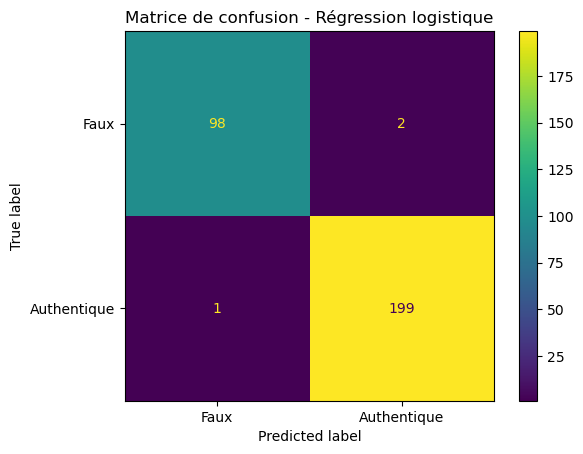 Matrice de confusion - Régression logistique
True label
Faux
98
2
Authentique
1
199
Faux
Authentique
Predicted label
175
150
125
100
75
50
25